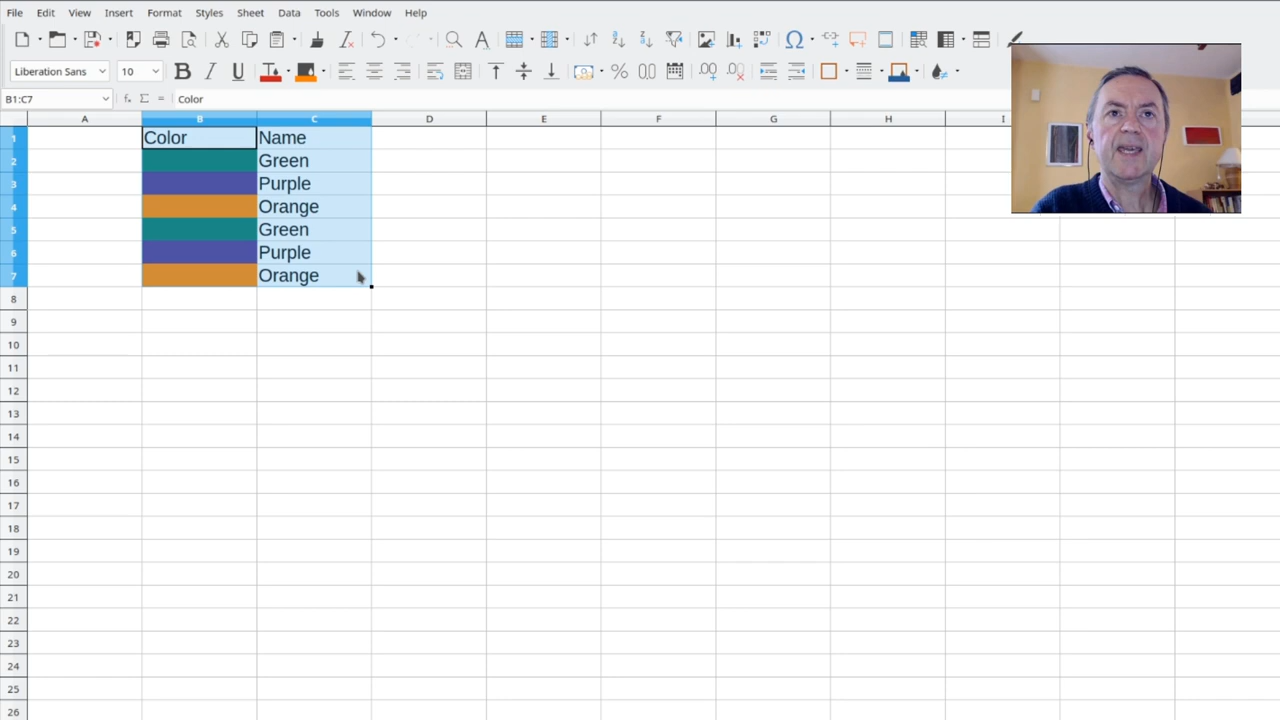 File Edit View Insert Format Styles Sheet Data Tools Window Help
Liberation Sans 10
B1:C7 Color
A B C D E F G H I
1 Color Name
2 Green
3 Purple
4 Orange
5 Green
6 Purple
7 Orange
8
9
10
11
12
13
14
15
16
17
18
19
20
21
22
23
24
25
26